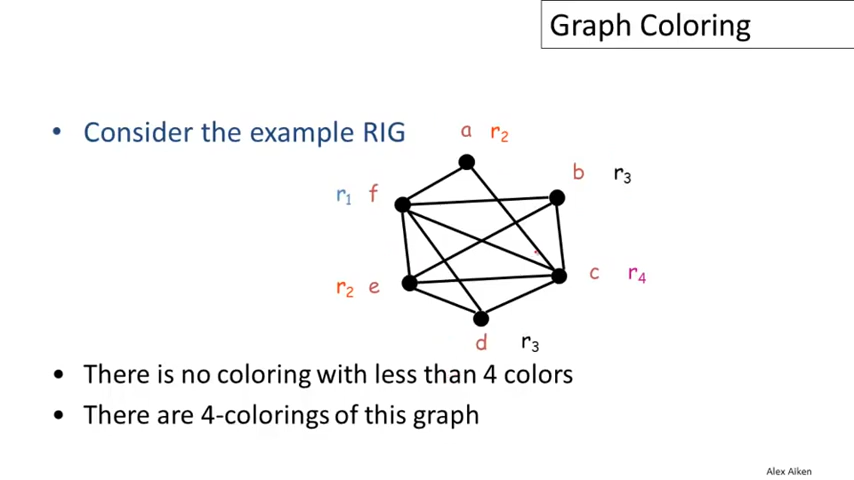 Graph Coloring
• Consider the example RIG
a r₂
b r₃
r₁ f
c r₄
r₂ e
d r₃
• There is no coloring with less than 4 colors
• There are 4-colorings of this graph
Alex Aiken